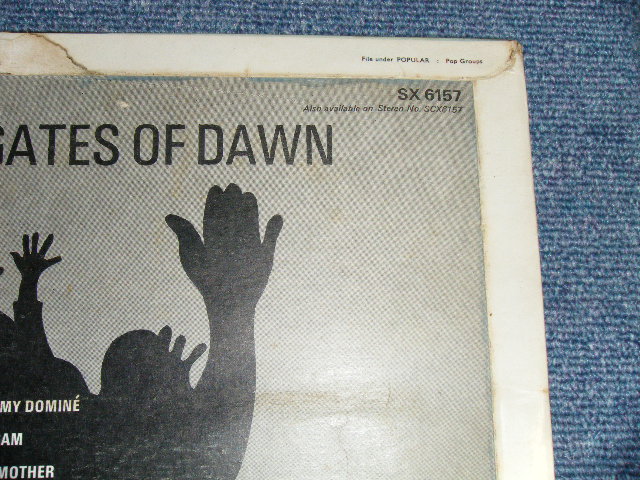 File under POPULAR : Pop Groups
SX 6157
Also available on Stereo No. SCX6157
GATES OF DAWN
MY DOMINÉ
AM
MOTHER